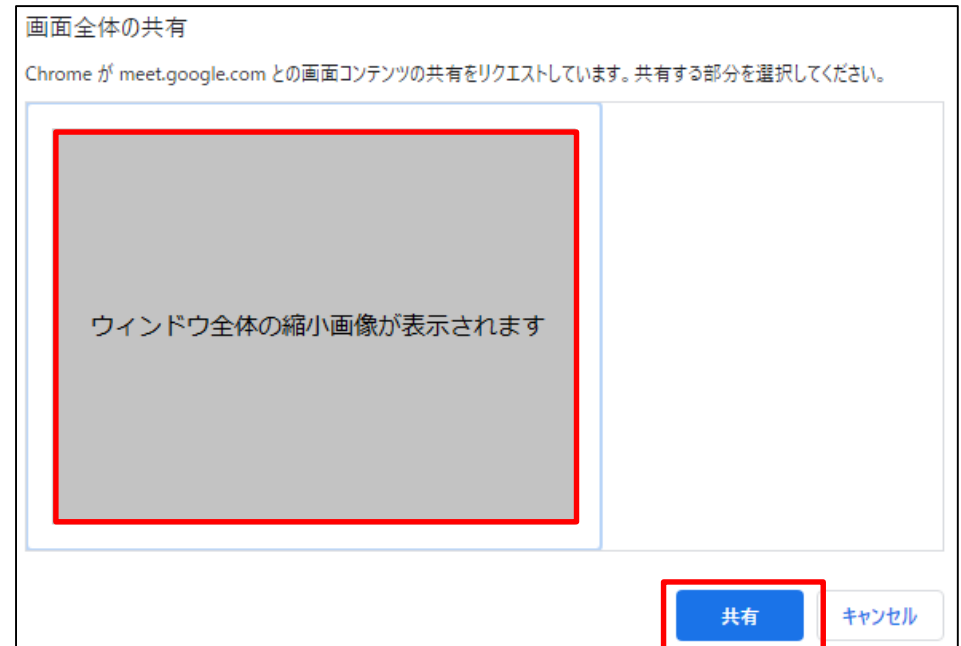 画面全体の共有
Chrome が meet.google.com との画面コンテンツの共有をリクエストしています。共有する部分を選択してください。
ウィンドウ全体の縮小画像が表示されます
共有
キャンセル